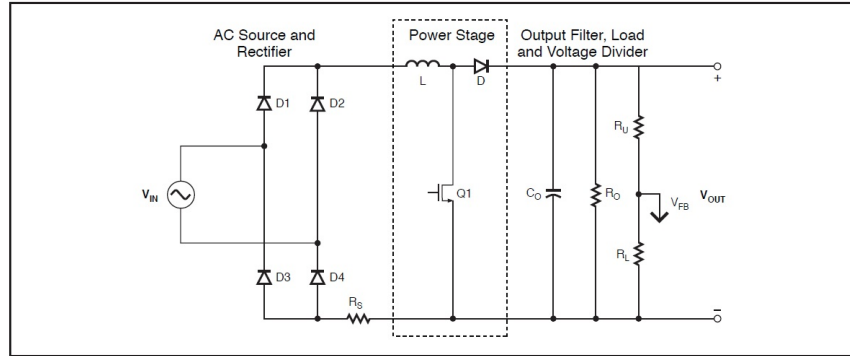 AC Source and
Rectifier
Power Stage
Output Filter, Load
and Voltage Divider
L
D
+
D1
D2
RU
VIN
Q1
CO
RO
VFB
VOUT
RL
D3
D4
RS
–